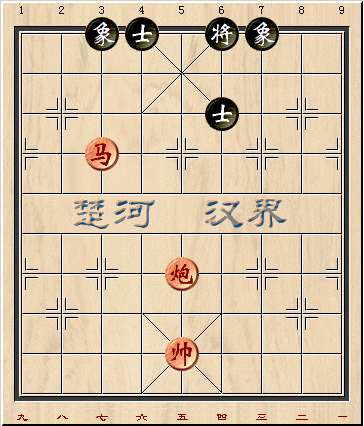 1 2 3 4 5 6 7 8 9
象 士 将 象
士
马
楚河 汉界
炮
帅
九 八 七 六 五 四 三 二 一